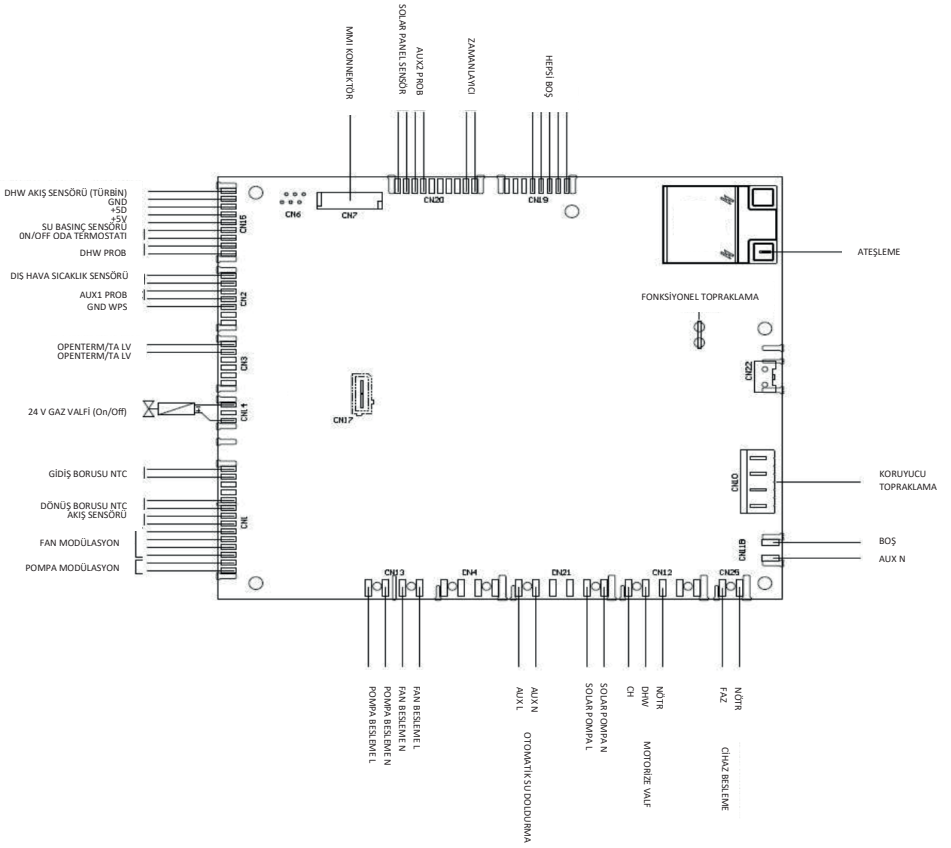 MMI KONNEKTÖR
SOLAR PANEL SENSÖR
AUX2 PROB
ZAMANLAYICI
HEPSİ BOŞ
DHW AKIŞ SENSÖRÜ (TÜRBİN)
GND
+5D
+5V
SU BASINÇ SENSÖRÜ
0N/OFF ODA TERMOSTATI
DHW PROB
DIŞ HAVA SICAKLIK SENSÖRÜ
AUX1 PROB
GND WPS
OPENTERM/TA LV
OPENTERM/TA LV
24 V GAZ VALFİ (On/Off)
GİDİŞ BORUSU NTC
DÖNÜŞ BORUSU NTC
AKIŞ SENSÖRÜ
FAN MODÜLASYON
POMPA MODÜLASYON
CN15
CN2
CN3
CN14
CN1
CN6
CN7
CN20
CN19
CN17
FONKSİYONEL TOPRAKLAMA
ATEŞLEME
CN22
CN10
KORUYUCU
TOPRAKLAMA
CN11B
BOŞ
AUX N
CN13
CN4
CN21
CN12
CN25
POMPA BESLEME L
POMPA BESLEME N
FAN BESLEME N
FAN BESLEME L
AUX L
AUX N
OTOMATİK SU DOLDURMA
SOLAR POMPA L
SOLAR POMPA N
CH
DHW
NÖTR
MOTORİZE VALF
FAZ
NÖTR
CİHAZ BESLEME